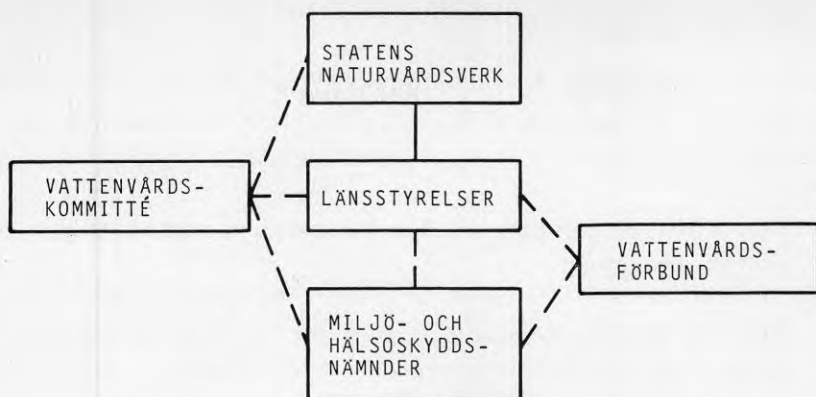 STATENS
NATURVÅRDSVERK
VATTENVÅRDS-
KOMMITTÉ
LÄNSSTYRELSER
VATTENVÅRDS-
FÖRBUND
MILJÖ- OCH
HÄLSOSKYDDS-
NÄMNDER